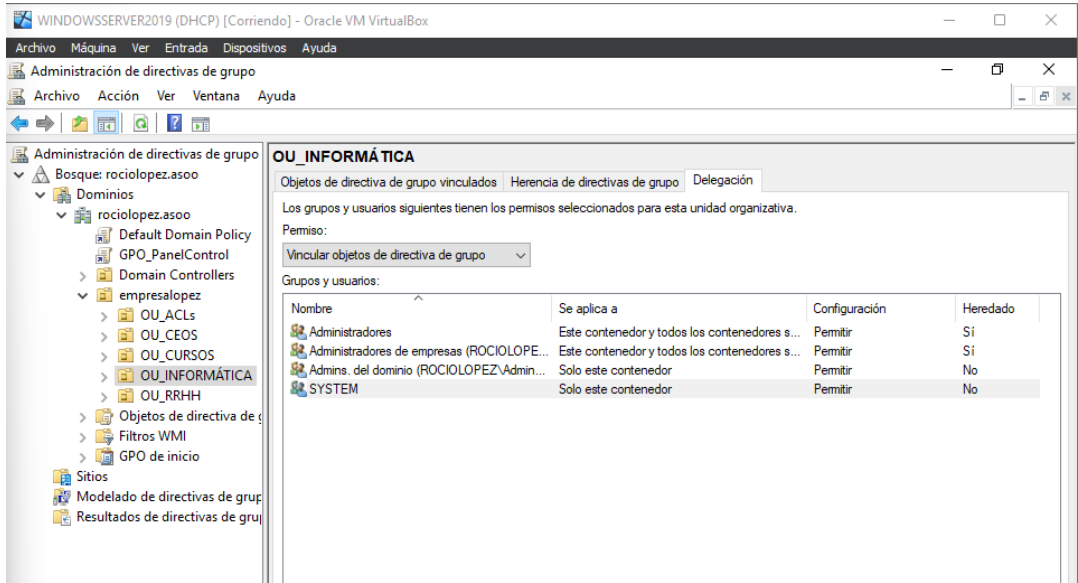 WINDOWSSERVER2019 (DHCP) [Corriendo] - Oracle VM VirtualBox
Archivo Máquina Ver Entrada Dispositivos Ayuda
Administración de directivas de grupo
Archivo Acción Ver Ventana Ayuda
Administración de directivas de grupo
Bosque: rociolopez.asoo
Dominios
rociolopez.asoo
Default Domain Policy
GPO_PanelControl
Domain Controllers
empresalopez
OU_ACLs
OU_CEOS
OU_CURSOS
OU_INFORMÁTICA
OU_RRHH
Objetos de directiva de g
Filtros WMI
GPO de inicio
Sitios
Modelado de directivas de grup
Resultados de directivas de grup
OU_INFORMÁTICA
Objetos de directiva de grupo vinculados Herencia de directivas de grupo Delegación
Los grupos y usuarios siguientes tienen los permisos seleccionados para esta unidad organizativa.
Permiso:
Vincular objetos de directiva de grupo
Grupos y usuarios:
Nombre Se aplica a Configuración Heredado
Administradores Este contenedor y todos los contenedores s... Permitir Sí
Administradores de empresas (ROCIOLOPE... Este contenedor y todos los contenedores s... Permitir Sí
Admins. del dominio (ROCIOLOPEZ\Admin... Solo este contenedor Permitir No
SYSTEM Solo este contenedor Permitir No